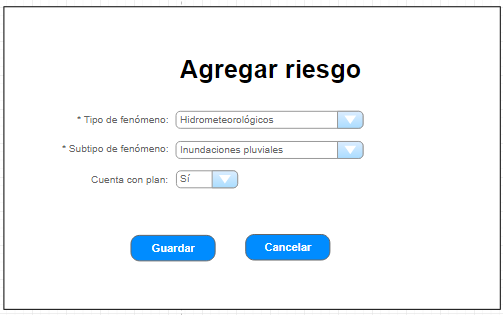 Agregar riesgo
* Tipo de fenómeno: Hidrometeorológicos
* Subtipo de fenómeno: Inundaciones pluviales
Cuenta con plan: Sí
Guardar Cancelar